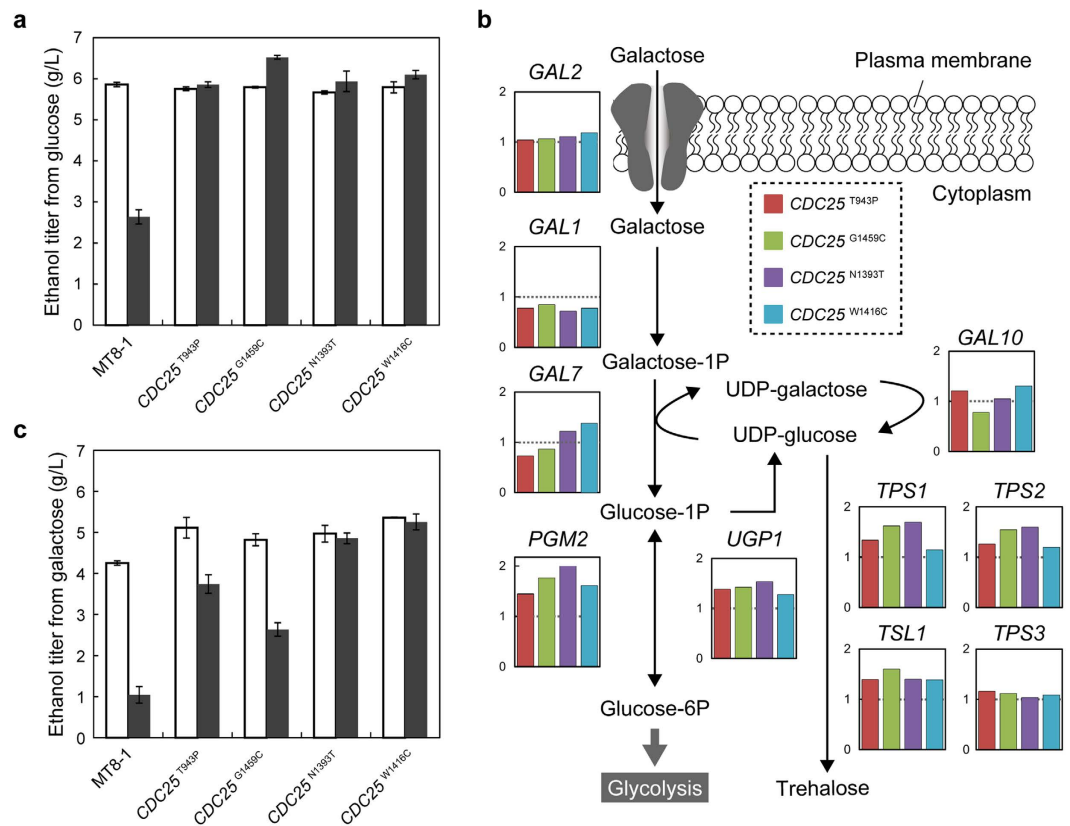 a
Ethanol titer from glucose (g/L)
7
6
5
4
3
2
1
0
MT8-1
CDC25 T943P
CDC25 G1459C
CDC25 N1393T
CDC25 W1416C
b
Galactose
Plasma membrane
Cytoplasm
GAL2
2
1
0
Galactose
CDC25 T943P
CDC25 G1459C
CDC25 N1393T
CDC25 W1416C
GAL1
2
1
0
Galactose-1P
GAL10
2
1
0
UDP-galactose
UDP-glucose
GAL7
2
1
0
Glucose-1P
PGM2
2
1
0
UGP1
2
1
0
TPS1
2
1
0
TPS2
2
1
0
TSL1
2
1
0
TPS3
2
1
0
Glucose-6P
Glycolysis
Trehalose
c
Ethanol titer from galactose (g/L)
7
6
5
4
3
2
1
0
MT8-1
CDC25 T943P
CDC25 G1459C
CDC25 N1393T
CDC25 W1416C